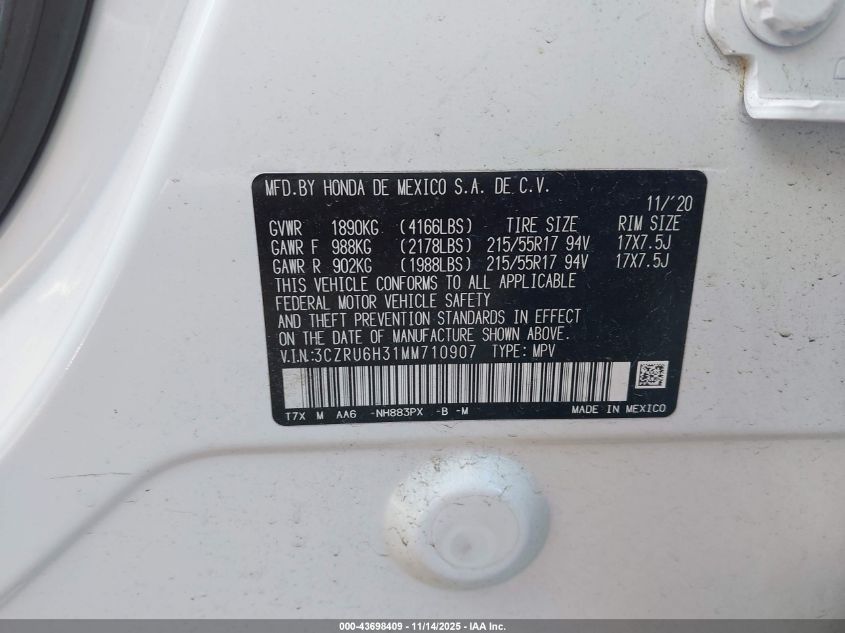 MFD.BY HONDA DE MEXICO S.A. DE C.V.
11/'20
GVWR 1890KG (4166LBS) TIRE SIZE RIM SIZE
GAWR F 988KG (2178LBS) 215/55R17 94V 17X7.5J
GAWR R 902KG (1988LBS) 215/55R17 94V 17X7.5J
THIS VEHICLE CONFORMS TO ALL APPLICABLE
FEDERAL MOTOR VEHICLE SAFETY
AND THEFT PREVENTION STANDARDS IN EFFECT
ON THE DATE OF MANUFACTURE SHOWN ABOVE.
V.I.N:3CZRU6H31MM710907 TYPE: MPV
T7X M AA6 -NH883PX -B -M MADE IN MEXICO
000-43698409 - 11/14/2025 - IAA Inc.